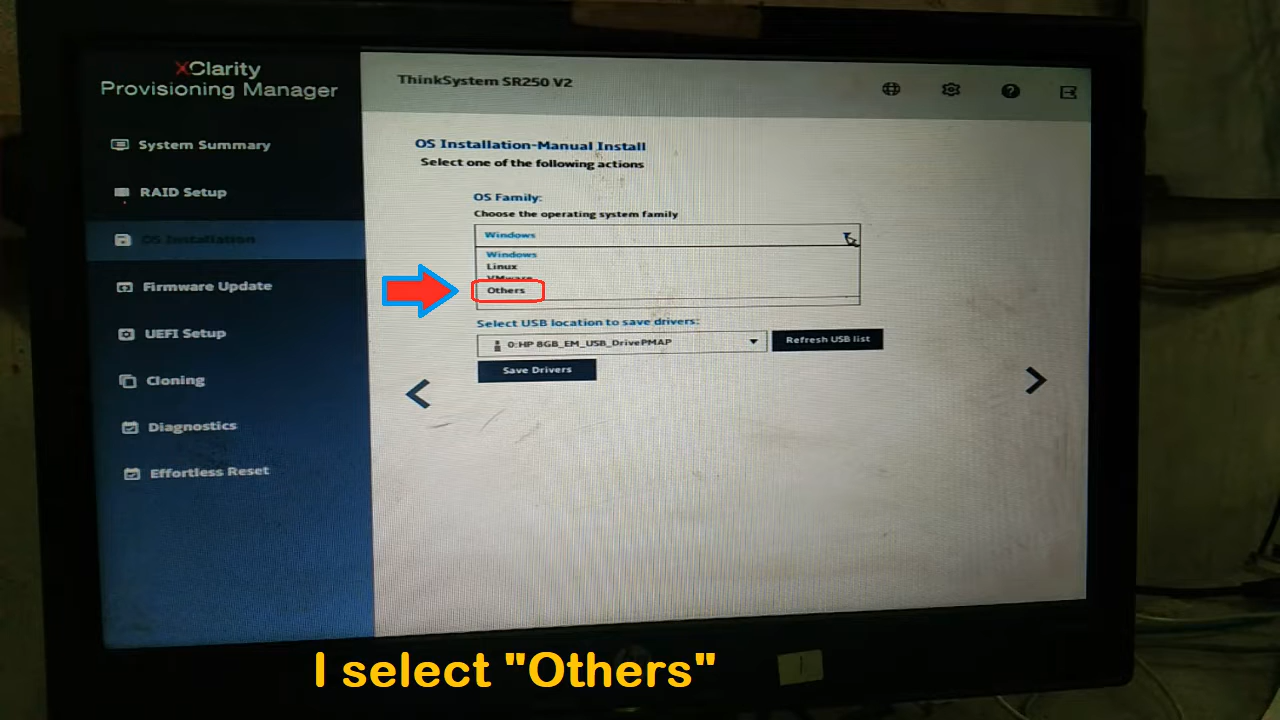 XClarity
Provisioning Manager
ThinkSystem SR250 V2
System Summary
RAID Setup
OS Installation
Firmware Update
UEFI Setup
Cloning
Diagnostics
Effortless Reset
OS Installation-Manual Install
Select one of the following actions
OS Family:
Choose the operating system family
Windows
Windows
Linux
VMware
Others
Select USB location to save drivers:
0:HP 8GB_EM_USB_DrivePMAP
Refresh USB list
Save Drivers
I select "Others"
1